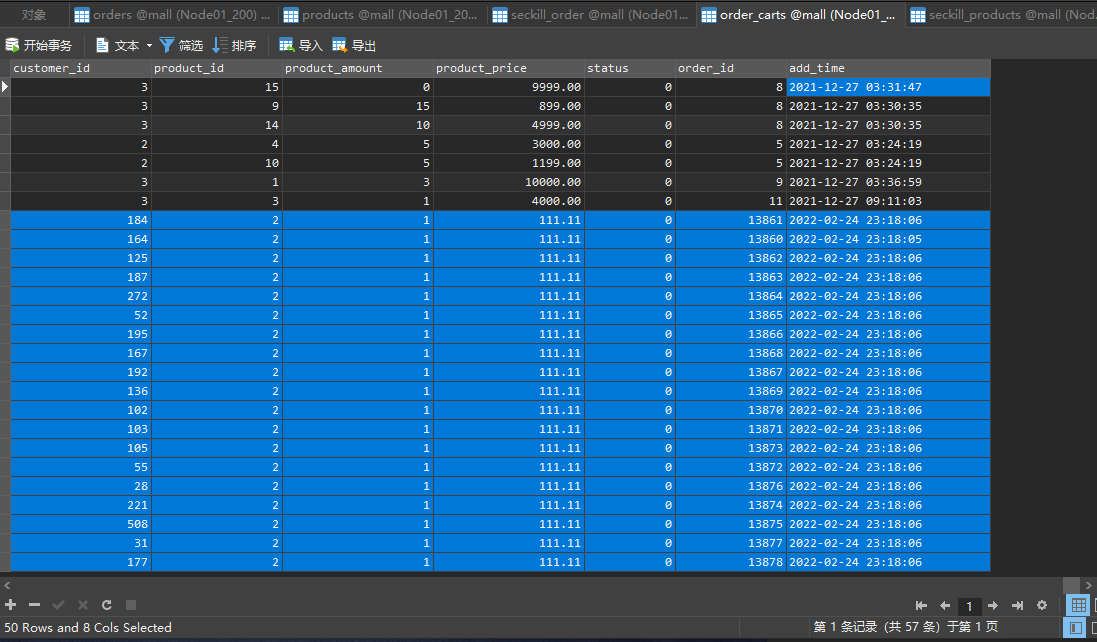 对象 orders @mall (Node01_200) ... products @mall (Node01_20... seckill_order @mall (Node01... order_carts @mall (Node01_... seckill_products @mall (Nod
开始事务 文本 筛选 排序 导入 导出
customer_id product_id product_amount product_price status order_id add_time
3 15 0 9999.00 0 8 2021-12-27 03:31:47
3 9 15 899.00 0 8 2021-12-27 03:30:35
3 14 10 4999.00 0 8 2021-12-27 03:30:35
2 4 5 3000.00 0 5 2021-12-27 03:24:19
2 10 5 1199.00 0 5 2021-12-27 03:24:19
3 1 3 10000.00 0 9 2021-12-27 03:36:59
3 3 1 4000.00 0 11 2021-12-27 09:11:03
184 2 1 111.11 0 13861 2022-02-24 23:18:06
164 2 1 111.11 0 13860 2022-02-24 23:18:05
125 2 1 111.11 0 13862 2022-02-24 23:18:06
187 2 1 111.11 0 13863 2022-02-24 23:18:06
272 2 1 111.11 0 13864 2022-02-24 23:18:06
52 2 1 111.11 0 13865 2022-02-24 23:18:06
195 2 1 111.11 0 13866 2022-02-24 23:18:06
167 2 1 111.11 0 13868 2022-02-24 23:18:06
192 2 1 111.11 0 13867 2022-02-24 23:18:06
136 2 1 111.11 0 13869 2022-02-24 23:18:06
102 2 1 111.11 0 13870 2022-02-24 23:18:06
103 2 1 111.11 0 13871 2022-02-24 23:18:06
105 2 1 111.11 0 13873 2022-02-24 23:18:06
55 2 1 111.11 0 13872 2022-02-24 23:18:06
28 2 1 111.11 0 13876 2022-02-24 23:18:06
221 2 1 111.11 0 13874 2022-02-24 23:18:06
508 2 1 111.11 0 13875 2022-02-24 23:18:06
31 2 1 111.11 0 13877 2022-02-24 23:18:06
177 2 1 111.11 0 13878 2022-02-24 23:18:06
1
50 Rows and 8 Cols Selected 第 1 条记录 (共 57 条) 于第 1 页